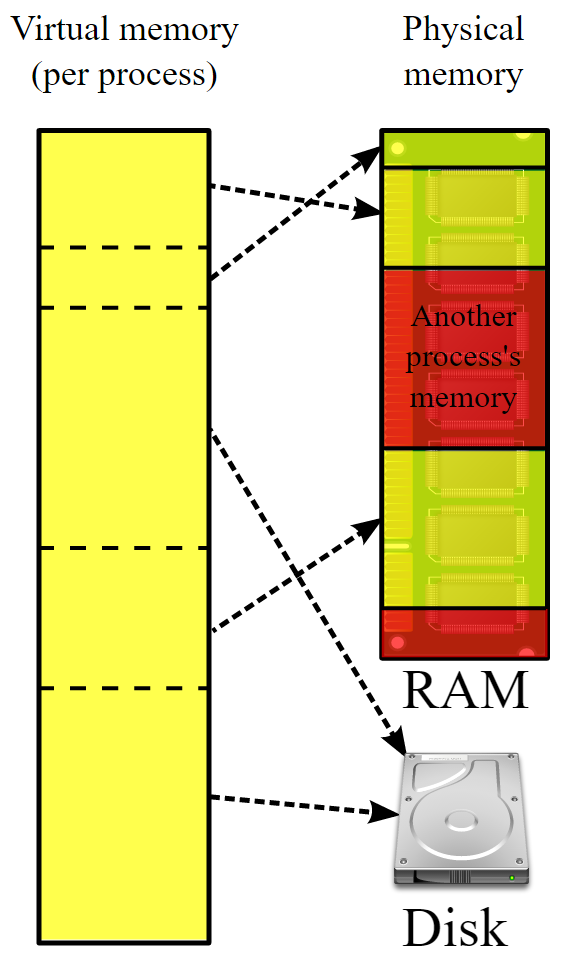 Virtual memory
(per process)
Physical
memory
Another
process's
memory
RAM
Disk